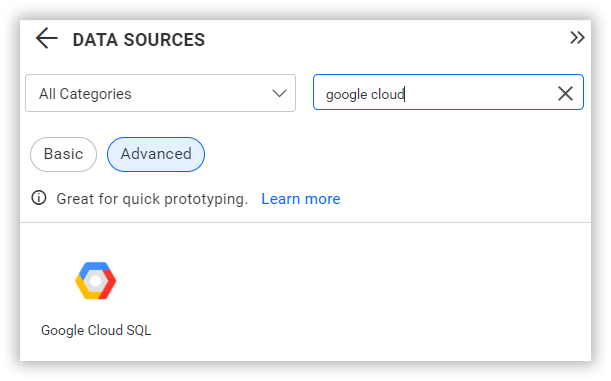 DATA SOURCES
All Categories
google cloud
Basic
Advanced
Great for quick prototyping. Learn more
Google Cloud SQL